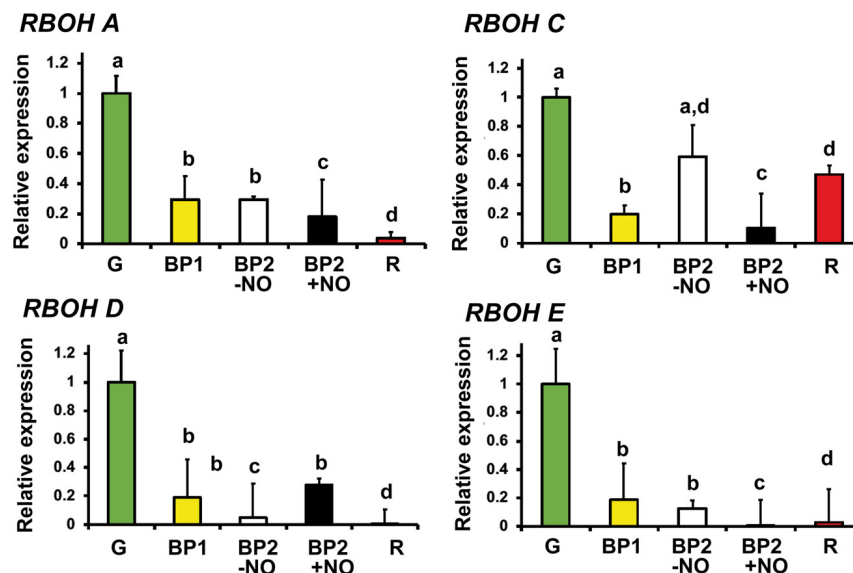 RBOH A
Relative expression
1.2
1
0.8
0.6
0.4
0.2
0
a
b
b
c
d
G
BP1
BP2
-NO
BP2
+NO
R
RBOH C
Relative expression
1.2
1
0.8
0.6
0.4
0.2
0
a
b
a,d
c
d
G
BP1
BP2
-NO
BP2
+NO
R
RBOH D
Relative expression
1.2
1
0.8
0.6
0.4
0.2
0
a
b
b
c
b
d
G
BP1
BP2
-NO
BP2
+NO
R
RBOH E
Relative expression
1.2
1
0.8
0.6
0.4
0.2
0
a
b
b
c
d
G
BP1
BP2
-NO
BP2
+NO
R